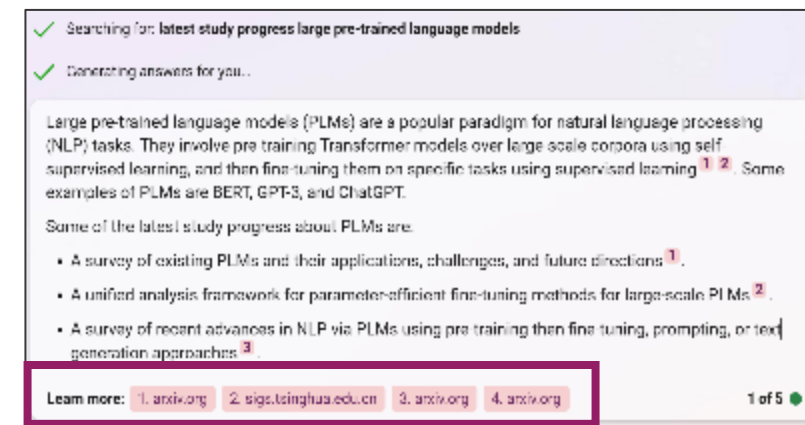 ✓ Searching for: latest study progress large pre-trained language models
✓ Generating answers for you...
Large pre-trained language models (PLMs) are a popular paradigm for natural language processing
(NLP) tasks. They involve pre training Transformer models over large scale corpora using self
supervised learning, and then fine-tuning them on specific tasks using supervised learning 1 2 . Some
examples of PLMs are BERT, GPT-3, and ChatGPT.
Some of the latest study progress about PLMs are:
• A survey of existing PLMs and their applications, challenges, and future directions 1 .
• A unified analysis framework for parameter-efficient fine-tuning methods for large-scale PLMs 2 .
• A survey of recent advances in NLP via PLMs using pre training then fine tuning, prompting, or text
generation approaches 3 .
Learn more: 1. arxiv.org 2. sigs.tsinghua.edu.cn 3. arxiv.org 4. arxiv.org 1 of 5